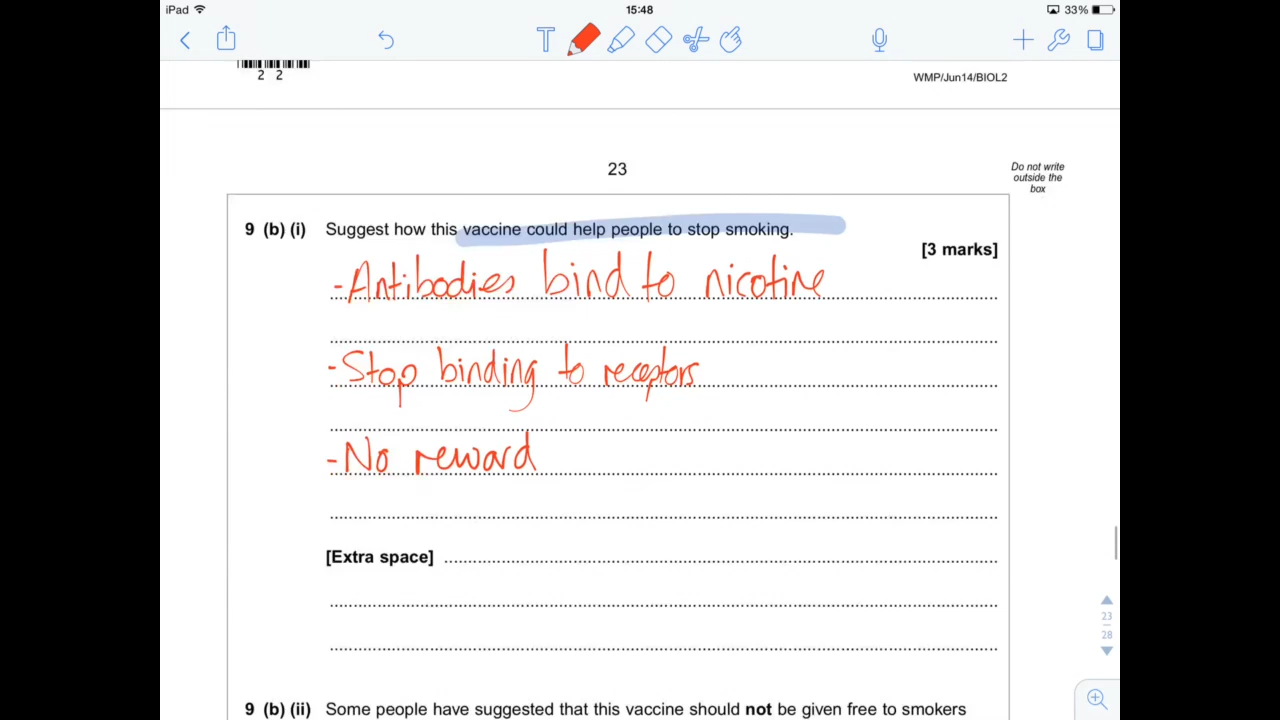 iPad 15:48 33%
T
2 2
WMP/Jun14/BIOL2
23
Do not write
outside the
box
9 (b) (i) Suggest how this vaccine could help people to stop smoking.
[3 marks]
-Antibodies bind to nicotine
-Stop binding to receptors
-No reward
[Extra space]
23
28
9 (b) (ii) Some people have suggested that this vaccine should not be given free to smokers